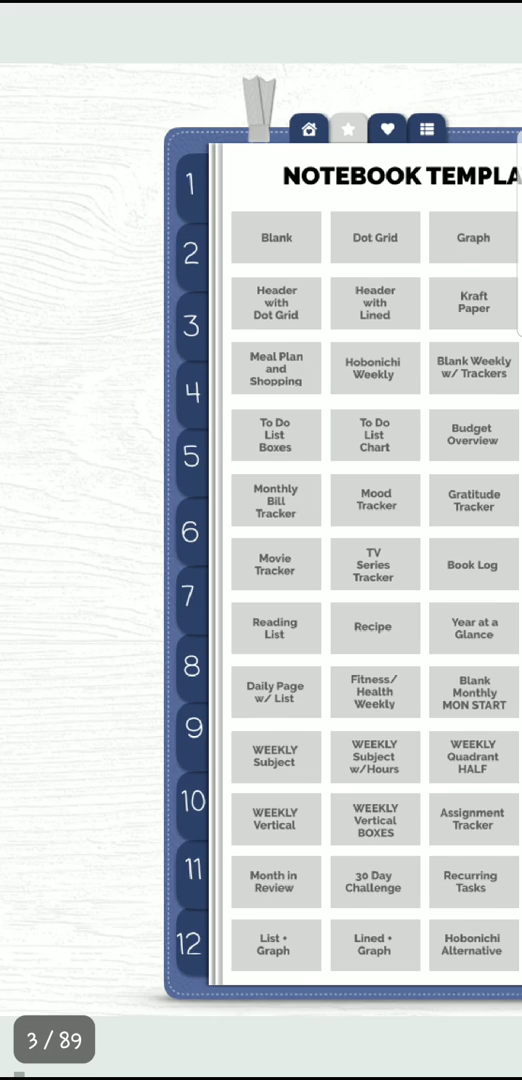 NOTEBOOK TEMPLA
1
2
3
4
5
6
7
8
9
10
11
12
Blank
Dot Grid
Graph
Header
with
Dot Grid
Header
with
Lined
Kraft
Paper
Meal Plan
and
Shopping
Hobonichi
Weekly
Blank Weekly
w/ Trackers
To Do
List
Boxes
To Do
List
Chart
Budget
Overview
Monthly
Bill
Tracker
Mood
Tracker
Gratitude
Tracker
Movie
Tracker
TV
Series
Tracker
Book Log
Reading
List
Recipe
Year at a
Glance
Daily Page
w/ List
Fitness/
Health
Weekly
Blank
Monthly
MON START
WEEKLY
Subject
WEEKLY
Subject
w/Hours
WEEKLY
Quadrant
HALF
WEEKLY
Vertical
WEEKLY
Vertical
BOXES
Assignment
Tracker
Month in
Review
30 Day
Challenge
Recurring
Tasks
List +
Graph
Lined +
Graph
Hobonichi
Alternative
3 / 89